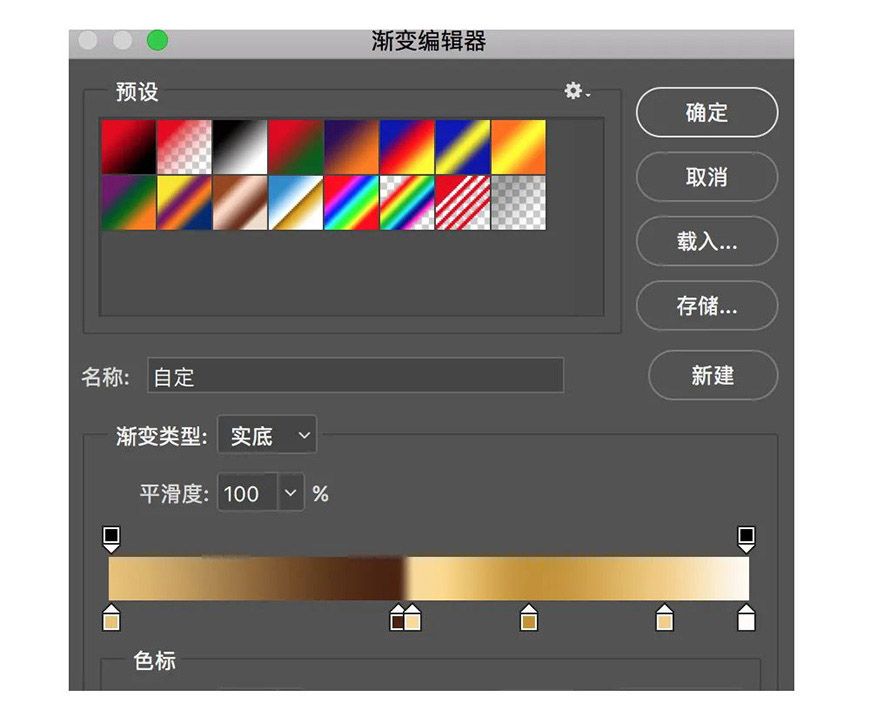 渐变编辑器
预设
确定
取消
载入...
存储...
名称: 自定
新建
渐变类型: 实底
平滑度: 100 %
色标